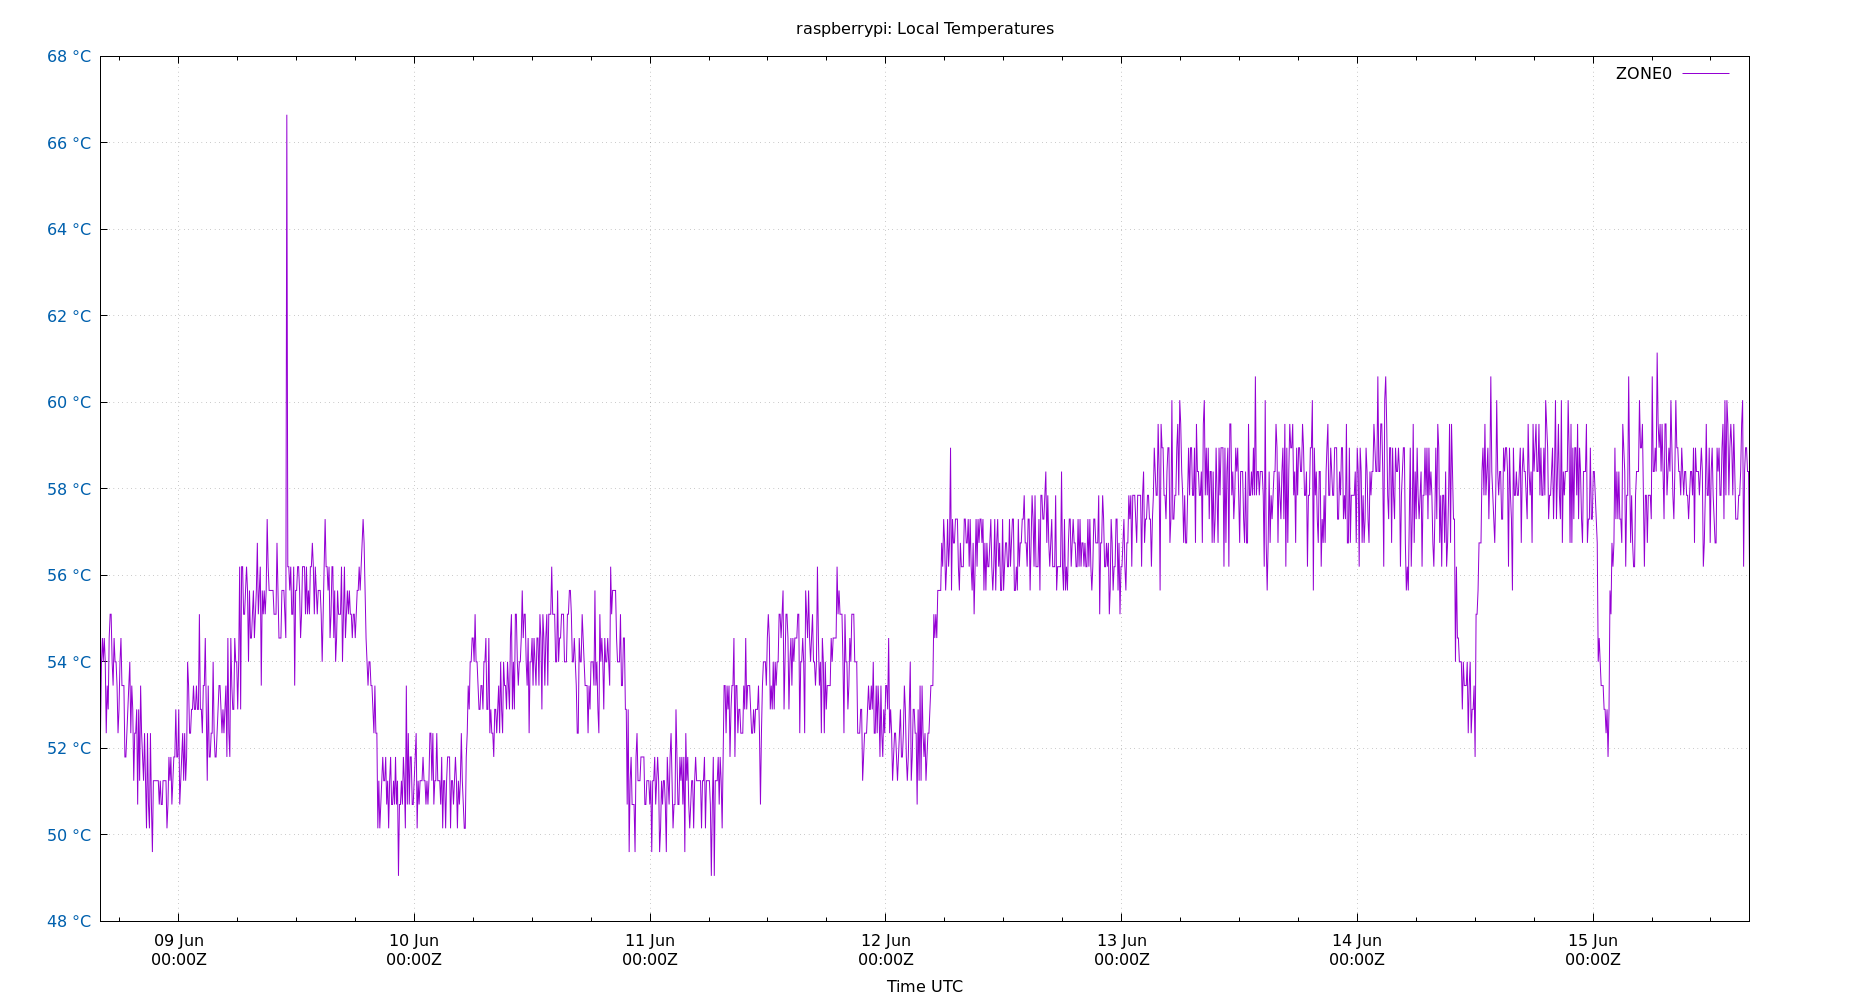 raspberrypi: Local Temperatures
68 °C
ZONE0
66 °C
64 °C
62 °C
60 °C
58 °C
56 °C
54 °C
52 °C
50 °C
48 °C
09 Jun 10 Jun 11 Jun 12 Jun 13 Jun 14 Jun 15 Jun
00:00Z 00:00Z 00:00Z 00:00Z 00:00Z 00:00Z 00:00Z
Time UTC